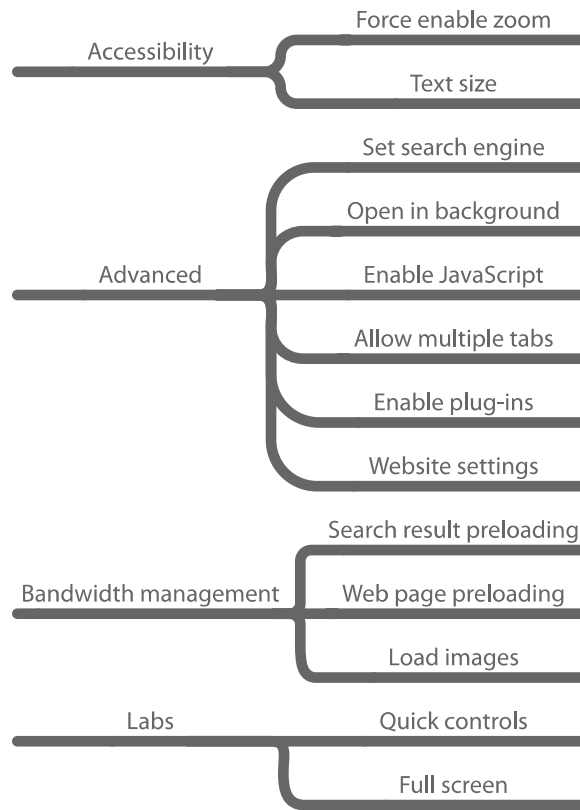 Accessibility
Force enable zoom
Text size
Advanced
Set search engine
Open in background
Enable JavaScript
Allow multiple tabs
Enable plug-ins
Website settings
Bandwidth management
Search result preloading
Web page preloading
Load images
Labs
Quick controls
Full screen